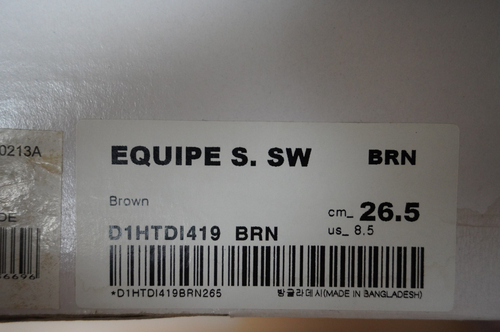 0213A
EQUIPE S. SW BRN
Brown
cm_ 26.5
D1HTDI419 BRN
us_ 8.5
DE
*D1HTDI419BRN265
방글라데시(MADE IN BANGLADESH)